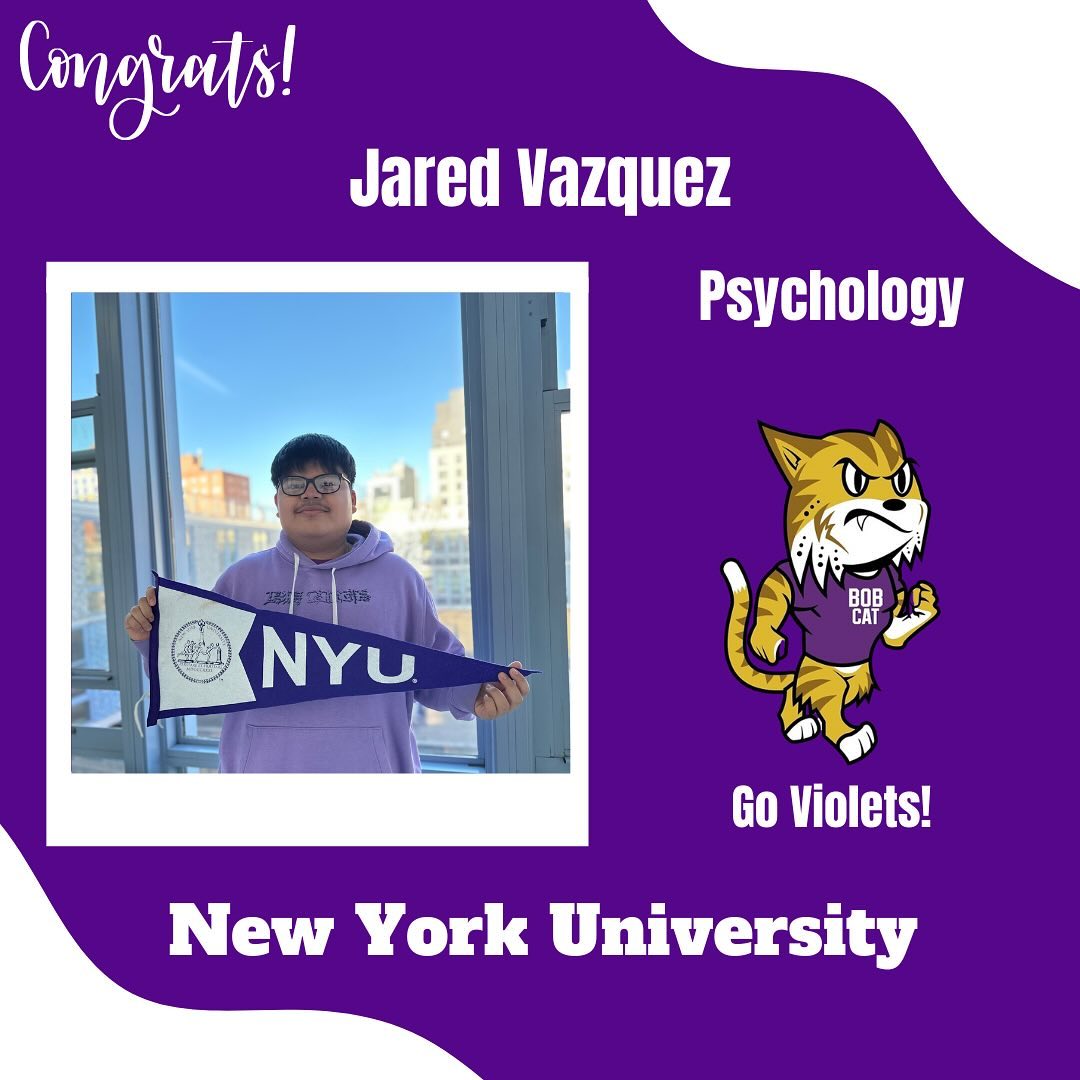 Congrats!
Jared Vazquez
Psychology
NYU
BOB
CAT
Go Violets!
New York University